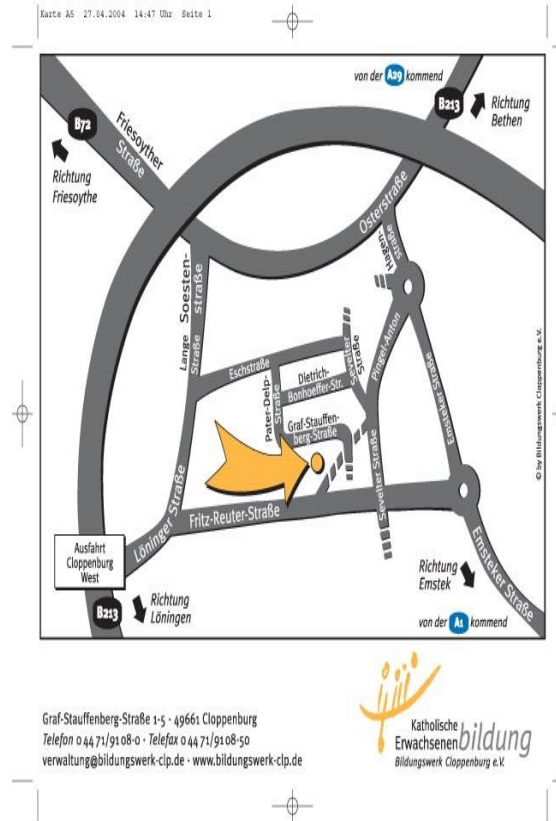 Karte A5 27.04.2004 14:47 Uhr Seite 1
von der A29 kommend
B213
Richtung
Bethen
B72
Friesoyther
Straße
Richtung
Friesoythe
Osterstraße
Hagen-
straße
Soesten-
straße
Lange
Straße
Eschstraße
Sevelter
Straße
Pingel-Anton
Dietrich-
Bonhoeffer-Str.
Pater-Delp-
Graf-Stauffen-
berg-Straße
Emsteker Straße
Sevelter Straße
Fritz-Reuter-Straße
Löninger Straße
Ausfahrt
Cloppenburg
West
B213
Richtung
Löningen
Richtung
Emstek
Emsteker Straße
von der A1 kommend
© by Bildungswerk Cloppenburg e.V.
Graf-Stauffenberg-Straße 1-5 · 49661 Cloppenburg
Telefon 0 44 71/91 08-0 · Telefax 0 44 71/91 08-50
verwaltung@bildungswerk-clp.de · www.bildungswerk-clp.de
Katholische
Erwachsenenbildung
Bildungswerk Cloppenburg e.V.